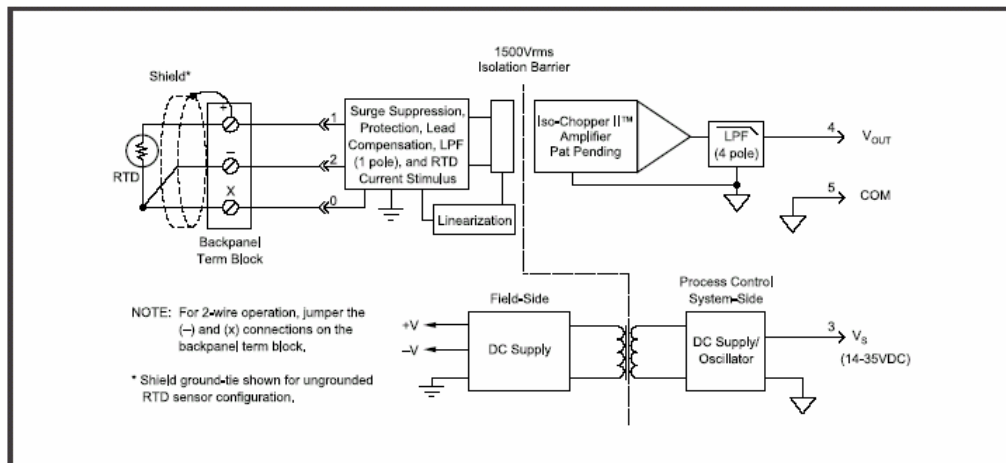 1500Vrms
Isolation Barrier
Shield*
+
–
X
RTD
Backpanel
Term Block
1
2
0
Surge Suppression,
Protection, Lead
Compensation, LPF
(1 pole), and RTD
Current Stimulus
Linearization
Iso-Chopper II™
Amplifier
Pat Pending
LPF
(4 pole)
4
VOUT
5
COM
NOTE: For 2-wire operation, jumper the
(–) and (x) connections on the
backpanel term block.
* Shield ground-tie shown for ungrounded
RTD sensor configuration.
Field-Side
+V
–V
DC Supply
Process Control
System-Side
DC Supply/
Oscillator
3
VS
(14-35VDC)